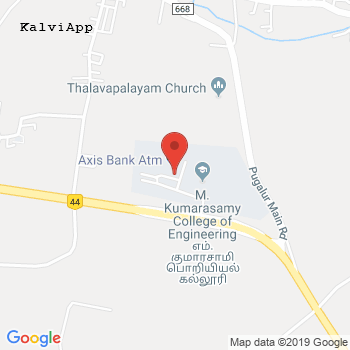 668
KalviApp
Thalavapalayam Church
Axis Bank Atm
M.
Kumarasamy
College of
Engineering
எம்.
குமாரசாமி
பொறியியல்
கல்லூரி
44
Pugalur Main Rd
Google
Map data ©2019 Google